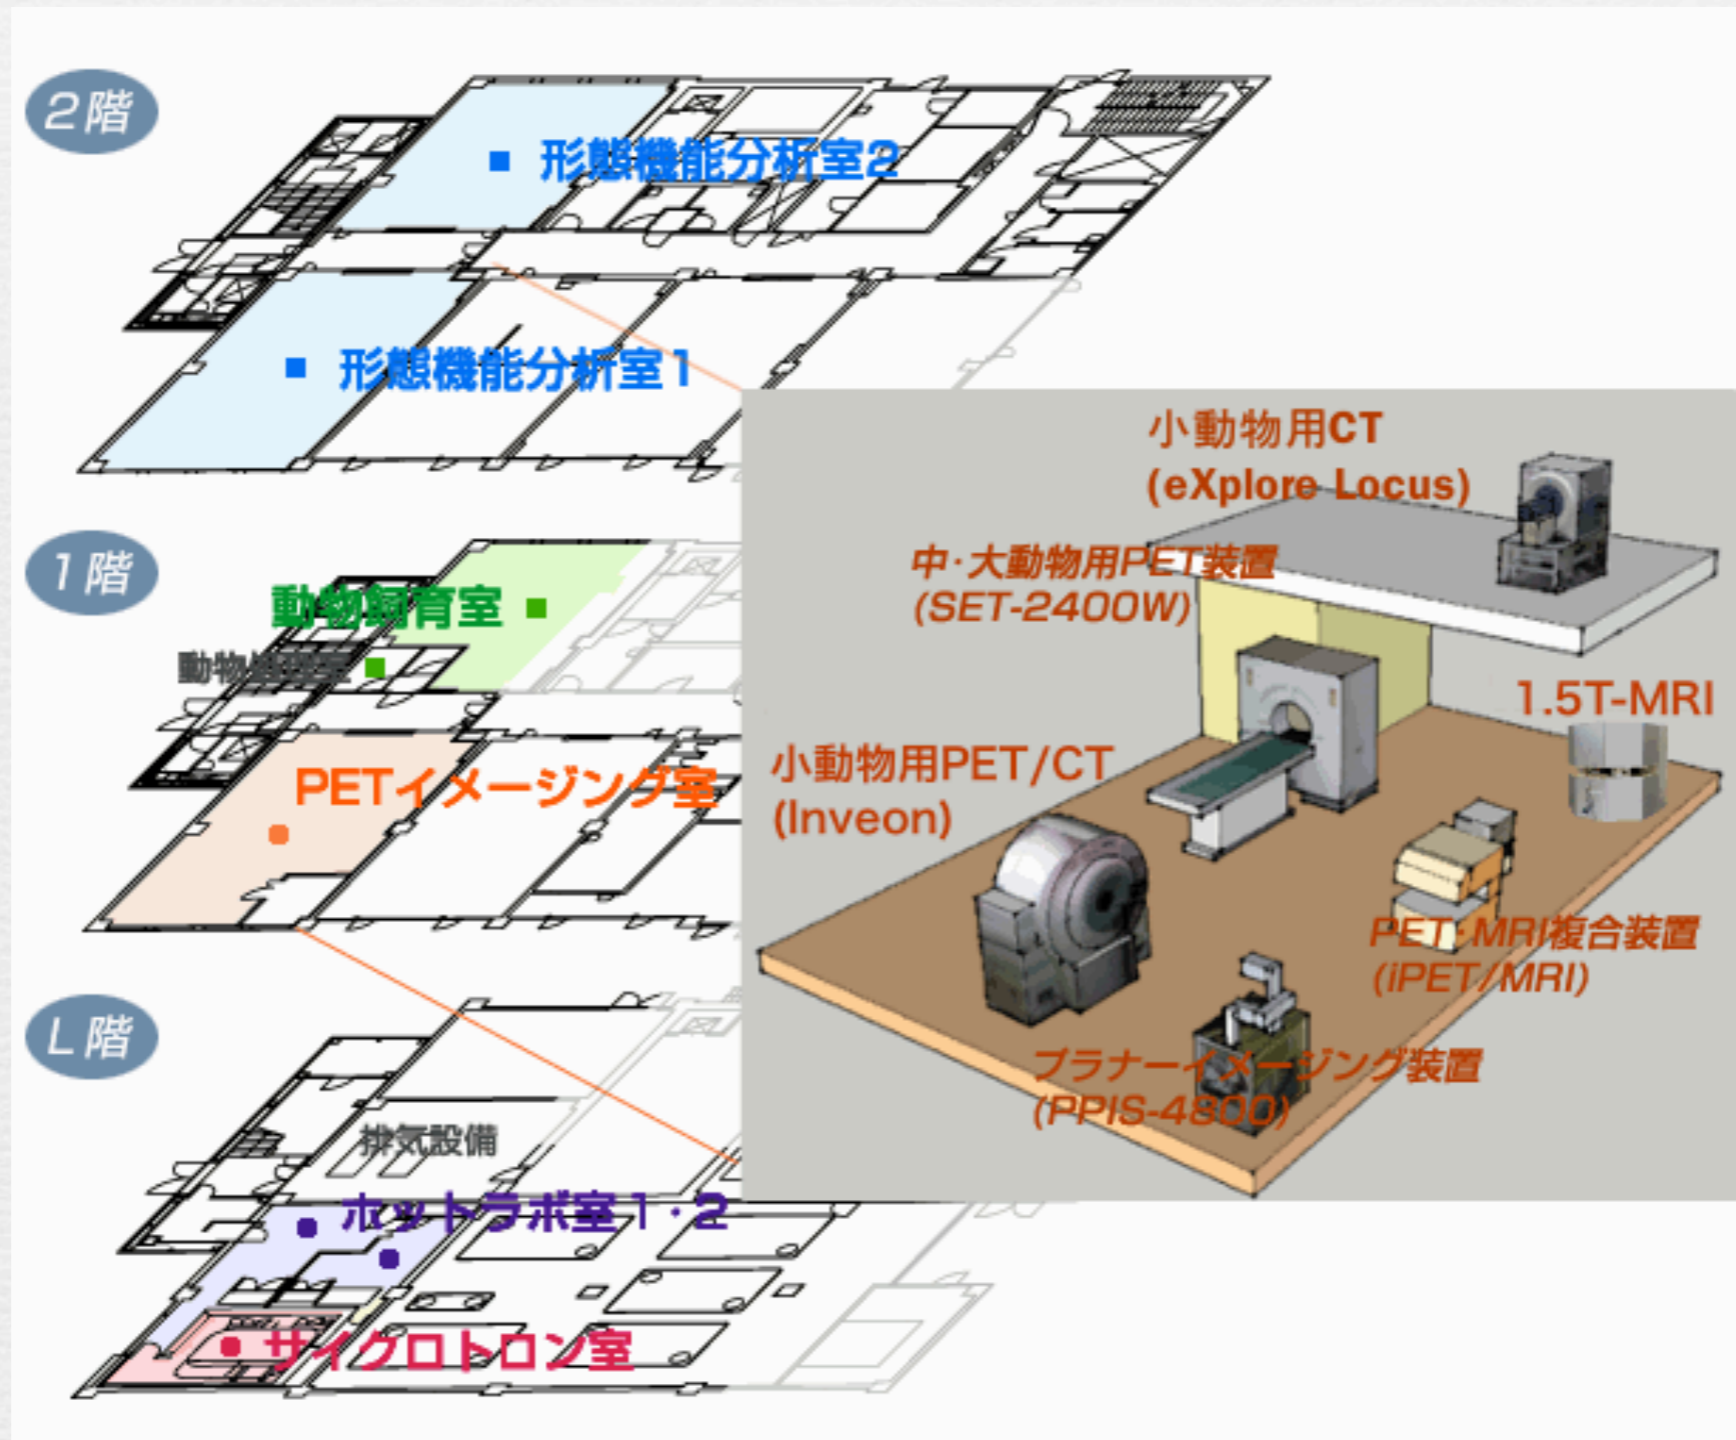 2階
形態機能分析室2
形態機能分析室1
小動物用CT
(eXplore Locus)
中・大動物用PET装置
(SET-2400W)
1.5T-MRI
小動物用PET/CT
(Inveon)
PET・MRI複合装置
(iPET/MRI)
プラナーイメージング装置
(PPIS-4800)
1階
動物飼育室
動物処理室
PETイメージング室
L階
排気設備
ホットラボ室1・2
サイクロトロン室